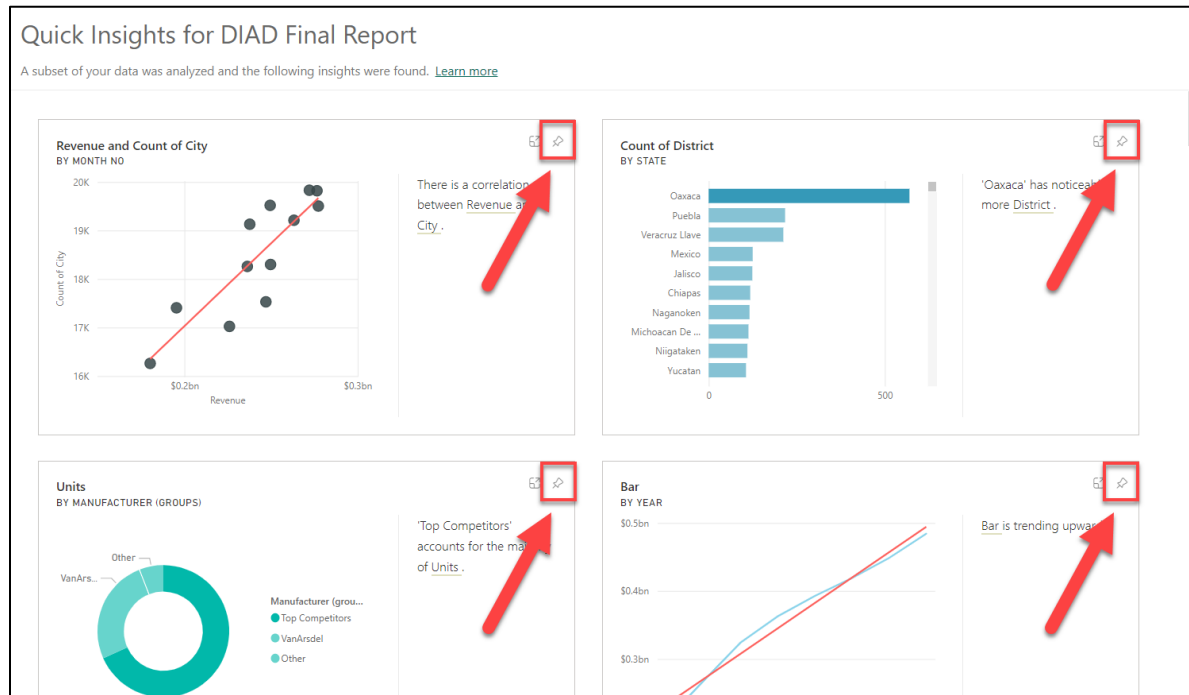 Quick Insights for DIAD Final Report
A subset of your data was analyzed and the following insights were found. Learn more
Revenue and Count of City
BY MONTH NO
20K
19K
18K
17K
16K
Count of City
$0.2bn
$0.3bn
Revenue
There is a correlation
between Revenue
City .
Count of District
BY STATE
Oaxaca
Puebla
Veracruz Llave
Mexico
Jalisco
Chiapas
Naganoken
Michoacan De ...
Niigataken
Yucatan
0
500
'Oaxaca' has
more District .
Units
BY MANUFACTURER (GROUPS)
Other
VanArs...
Manufacturer (grou...
Top Competitors
VanArsdel
Other
'Top Competitors'
accounts for the
of Units .
Bar
BY YEAR
$0.5bn
$0.4bn
$0.3bn
Bar is trending